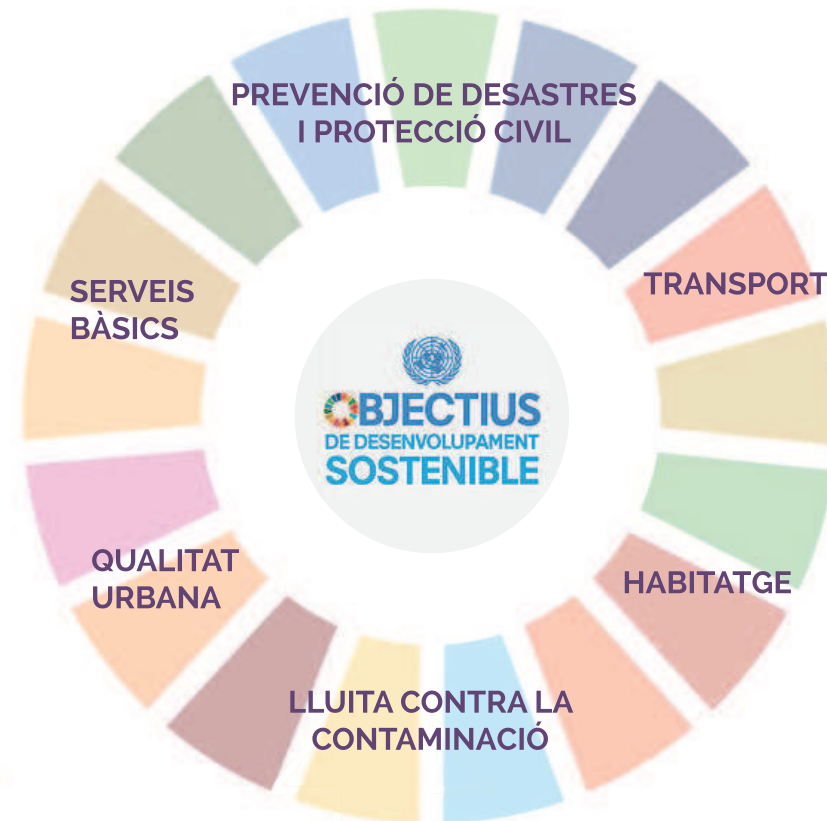 PREVENCIÓ DE DESASTRES
I PROTECCIÓ CIVIL
TRANSPORT
SERVEIS
BÀSICS
OBJECTIUS
DE DESENVOLUPAMENT
SOSTENIBLE
QUALITAT
URBANA
HABITATGE
LLUITA CONTRA LA
CONTAMINACIÓ